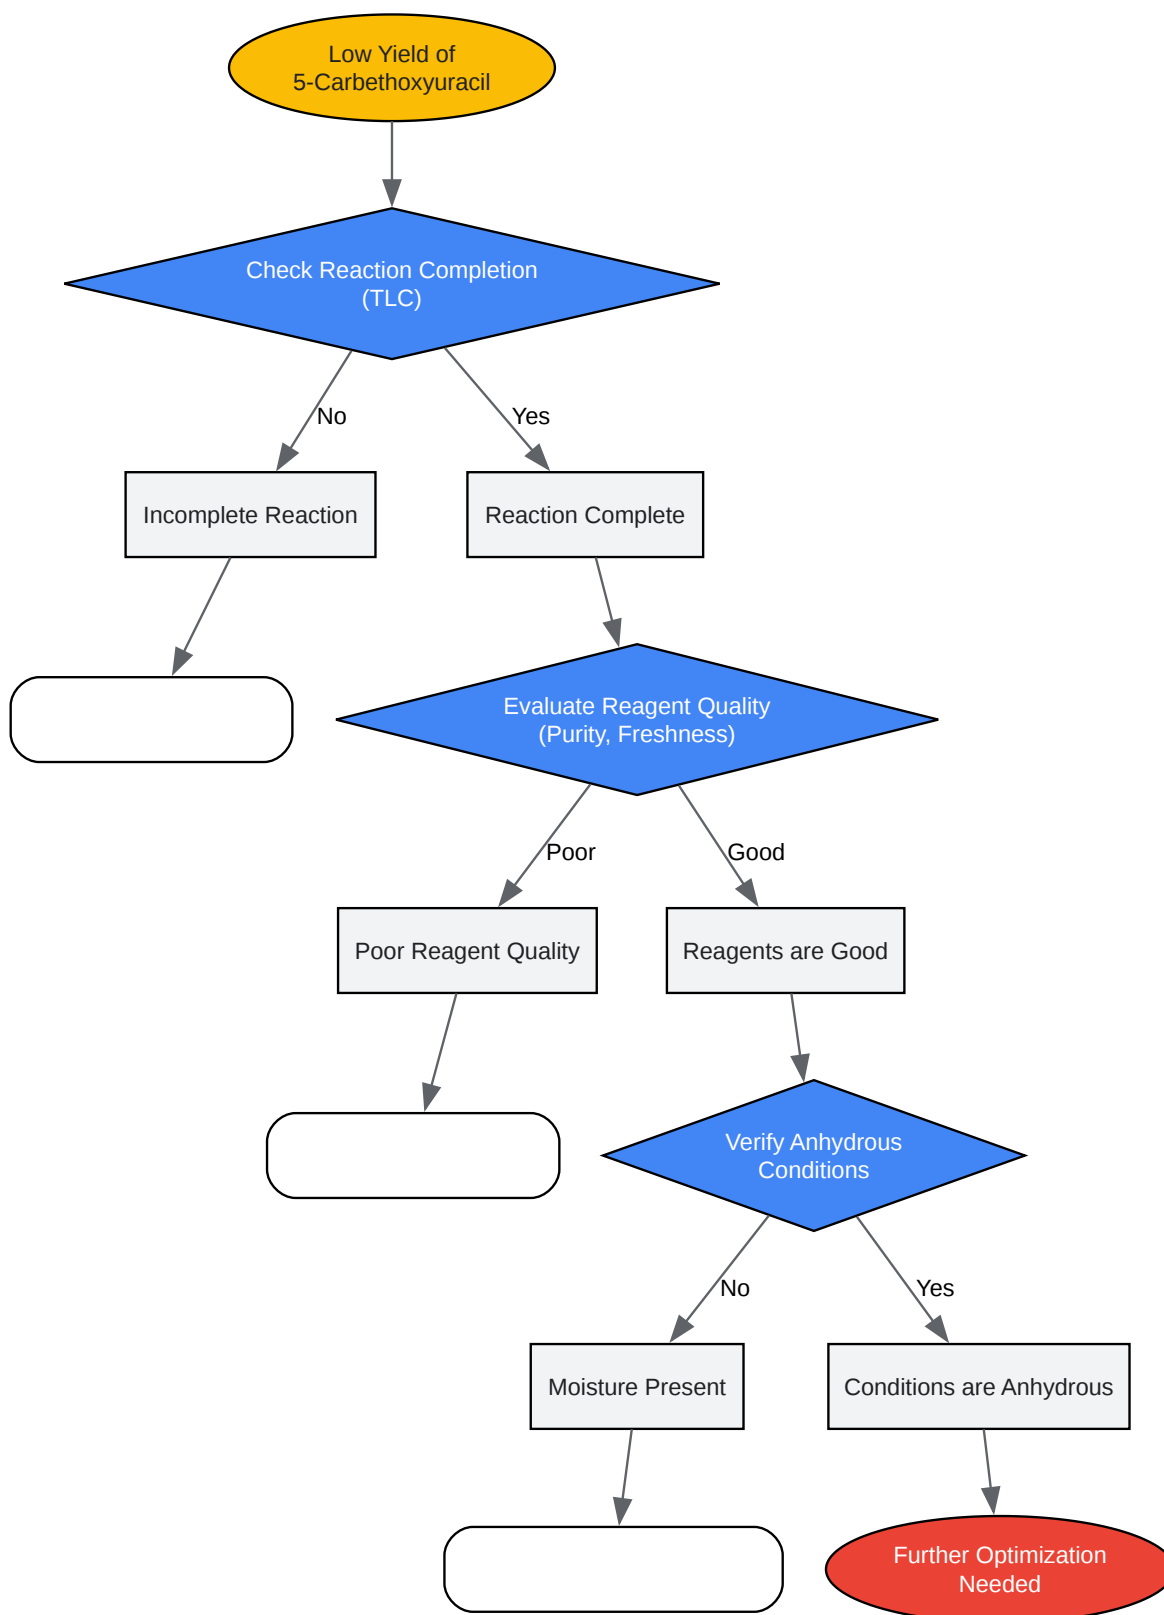 Low Yield of
5-Carbethoxyuracil
Check Reaction Completion
(TLC)
No
Yes
Incomplete Reaction
Reaction Complete
Evaluate Reagent Quality
(Purity, Freshness)
Poor
Good
Poor Reagent Quality
Reagents are Good
Verify Anhydrous
Conditions
No
Yes
Moisture Present
Conditions are Anhydrous
Further Optimization
Needed